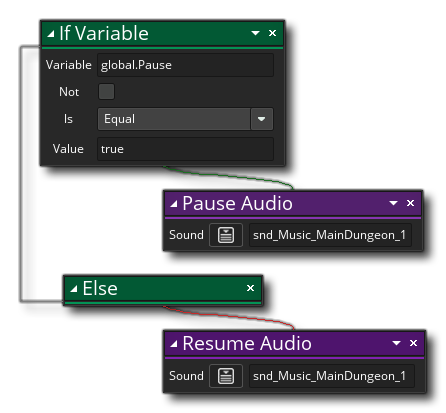 If Variable
Variable global.Pause
Not
Is Equal
Value true
Pause Audio
Sound snd_Music_MainDungeon_1
Else
Resume Audio
Sound snd_Music_MainDungeon_1